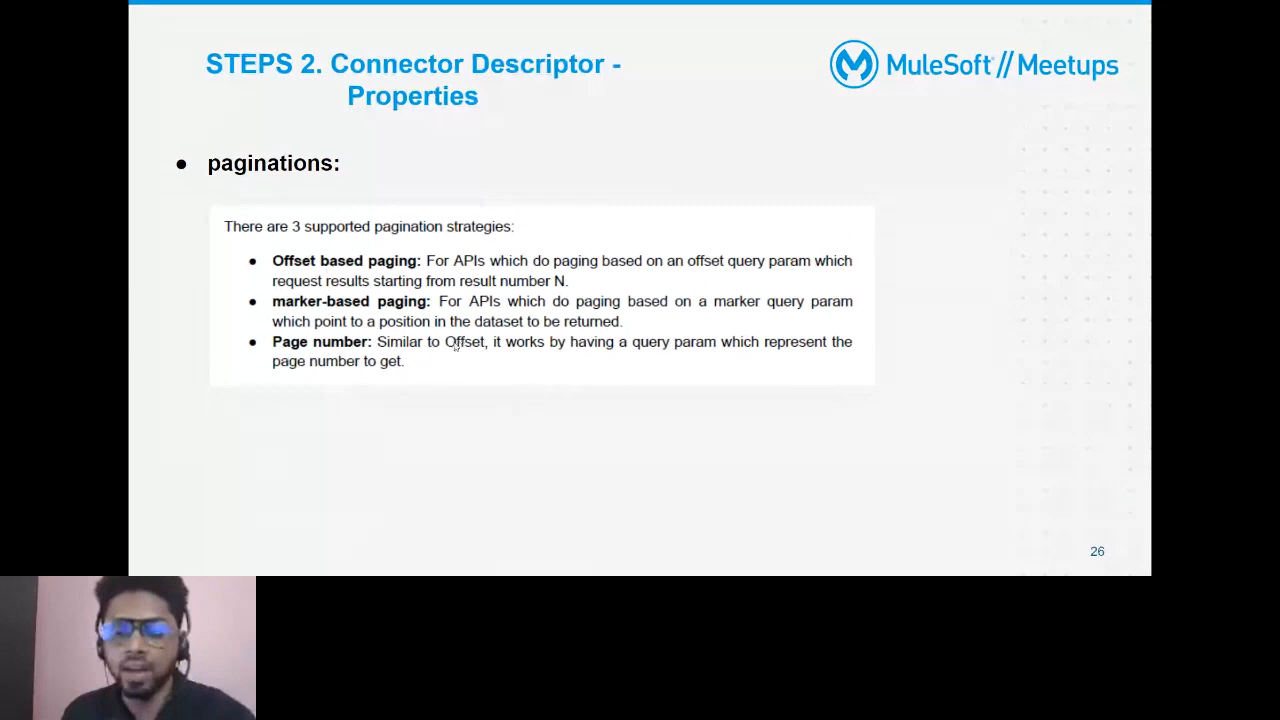 STEPS 2. Connector Descriptor -
Properties
MuleSoft // Meetups
● paginations:
There are 3 supported pagination strategies:
● Offset based paging: For APIs which do paging based on an offset query param which
request results starting from result number N.
● marker-based paging: For APIs which do paging based on a marker query param
which point to a position in the dataset to be returned.
● Page number: Similar to Offset, it works by having a query param which represent the
page number to get.
26